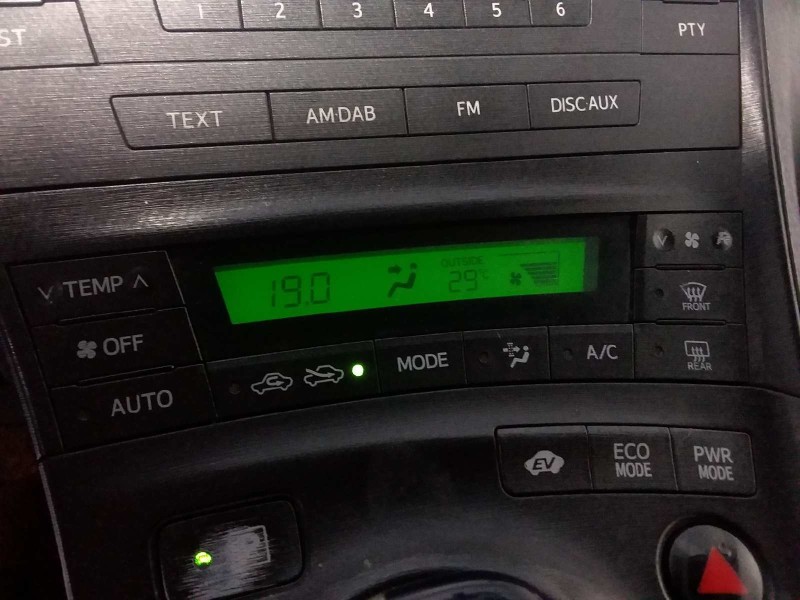 1 2 3 4 5 6
ST
PTY
TEXT AM·DAB FM DISC·AUX
TEMP
OUTSIDE
19.0 29°C
FRONT
OFF
MODE A/C
REAR
AUTO
EV ECO MODE PWR MODE